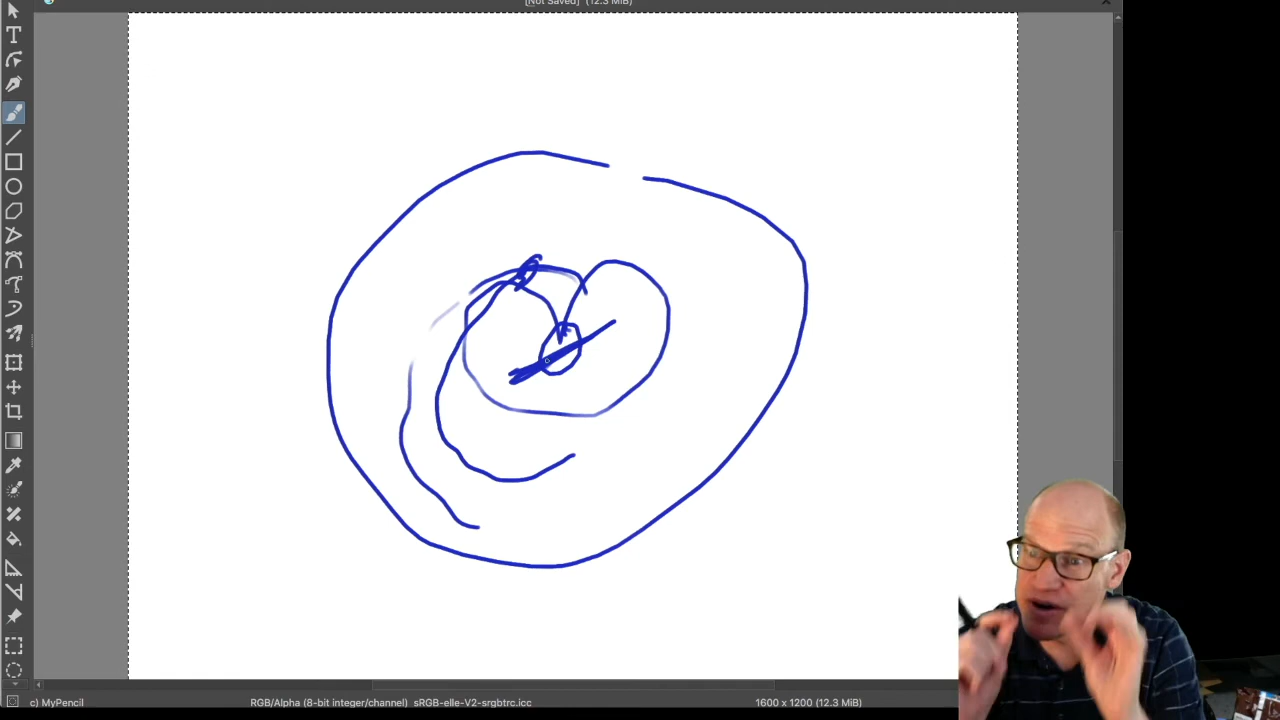 [Not Saved] (12.3 MiB)
c) MyPencil
RGB/Alpha (8-bit integer/channel) sRGB-elle-V2-srgbtrc.icc
1600 x 1200 (12.3 MiB)